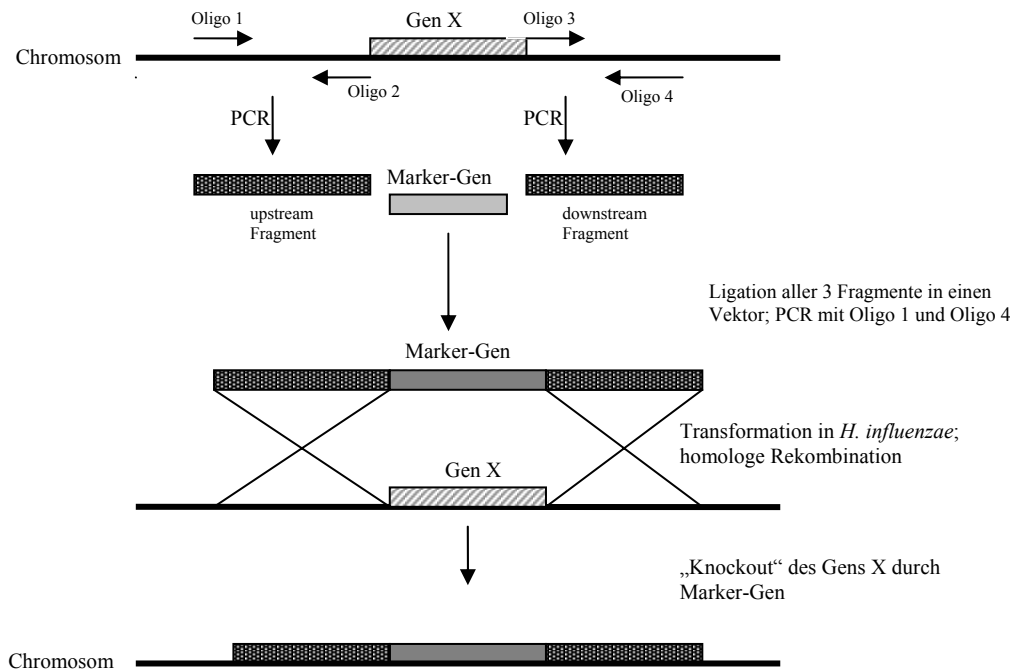 Oligo 1
Gen X
Oligo 3
Chromosom
Oligo 2
Oligo 4
PCR
PCR
Marker-Gen
upstream
Fragment
downstream
Fragment
Ligation aller 3 Fragmente in einen
Vektor; PCR mit Oligo 1 und Oligo 4
Marker-Gen
Transformation in H. influenzae;
homologe Rekombination
Gen X
„Knockout“ des Gens X durch
Marker-Gen
Chromosom